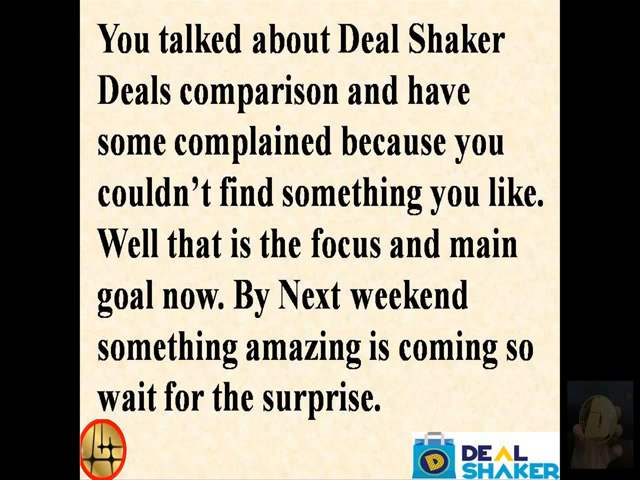 You talked about Deal Shaker
Deals comparison and have
some complained because you
couldn't find something you like.
Well that is the focus and main
goal now. By Next weekend
something amazing is coming so
wait for the surprise.
DEAL
SHAKER